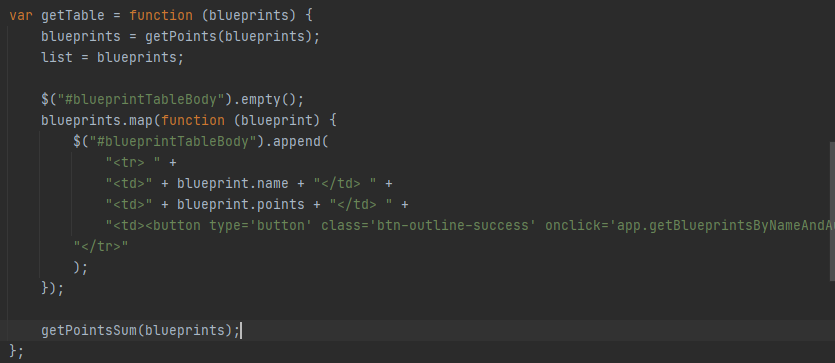 var getTable = function (blueprints) {
    blueprints = getPoints(blueprints);
    list = blueprints;
    $("#blueprintTableBody").empty();
    blueprints.map(function (blueprint) {
        $("#blueprintTableBody").append(
            "<tr> " +
            "<td>" + blueprint.name + "</td> " +
            "<td>" + blueprint.points + "</td> " +
            "<td><button type='button' class='btn-outline-success' onclick='app.getBlueprintsByNameAndA
        "</tr>"
        );
    });
    getPointsSum(blueprints);
};